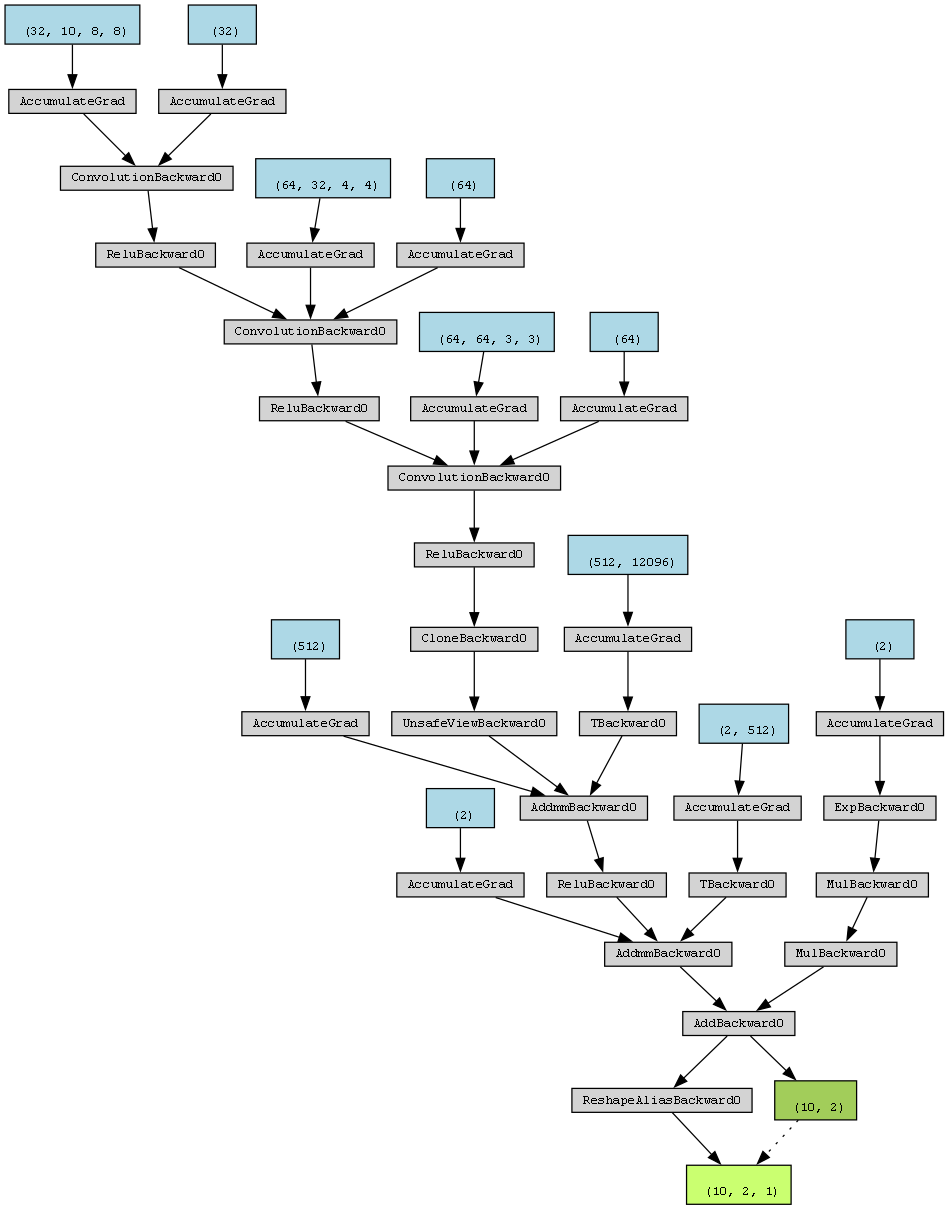 (32, 10, 8, 8)
(32)
AccumulateGrad
AccumulateGrad
ConvolutionBackward0
(64, 32, 4, 4)
(64)
ReluBackward0
AccumulateGrad
AccumulateGrad
ConvolutionBackward0
(64, 64, 3, 3)
(64)
ReluBackward0
AccumulateGrad
AccumulateGrad
ConvolutionBackward0
ReluBackward0
(512, 12096)
(512)
CloneBackward0
AccumulateGrad
(2)
AccumulateGrad
UnsafeViewBackward0
TBackward0
(2, 512)
AccumulateGrad
(2)
AddmmBackward0
AccumulateGrad
ExpBackward0
AccumulateGrad
ReluBackward0
TBackward0
MulBackward0
AddmmBackward0
MulBackward0
AddBackward0
ReshapeAliasBackward0
(10, 2)
(10, 2, 1)